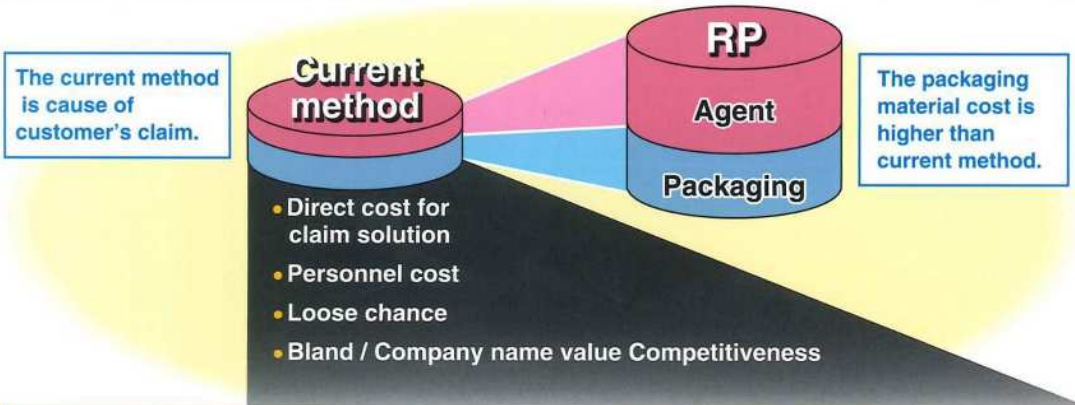 The current method
is cause of
customer's claim.
Current
method
RP
Agent
Packaging
The packaging
material cost is
higher than
current method.
• Direct cost for
claim solution
• Personnel cost
• Loose chance
• Bland / Company name value Competitiveness